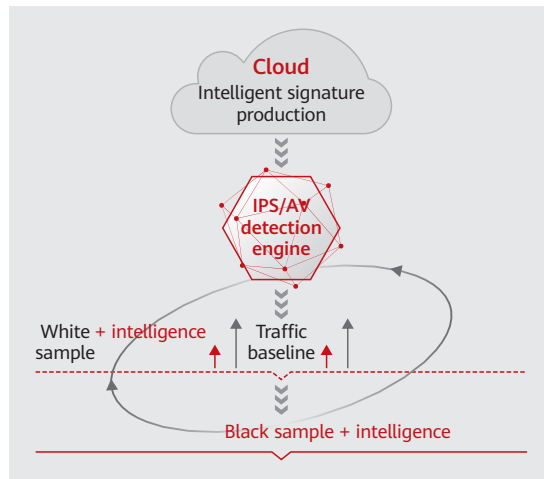 Cloud
Intelligent signature
production
IPS/AV
detection
engine
White + intelligence
sample
Traffic
baseline
Black sample + intelligence